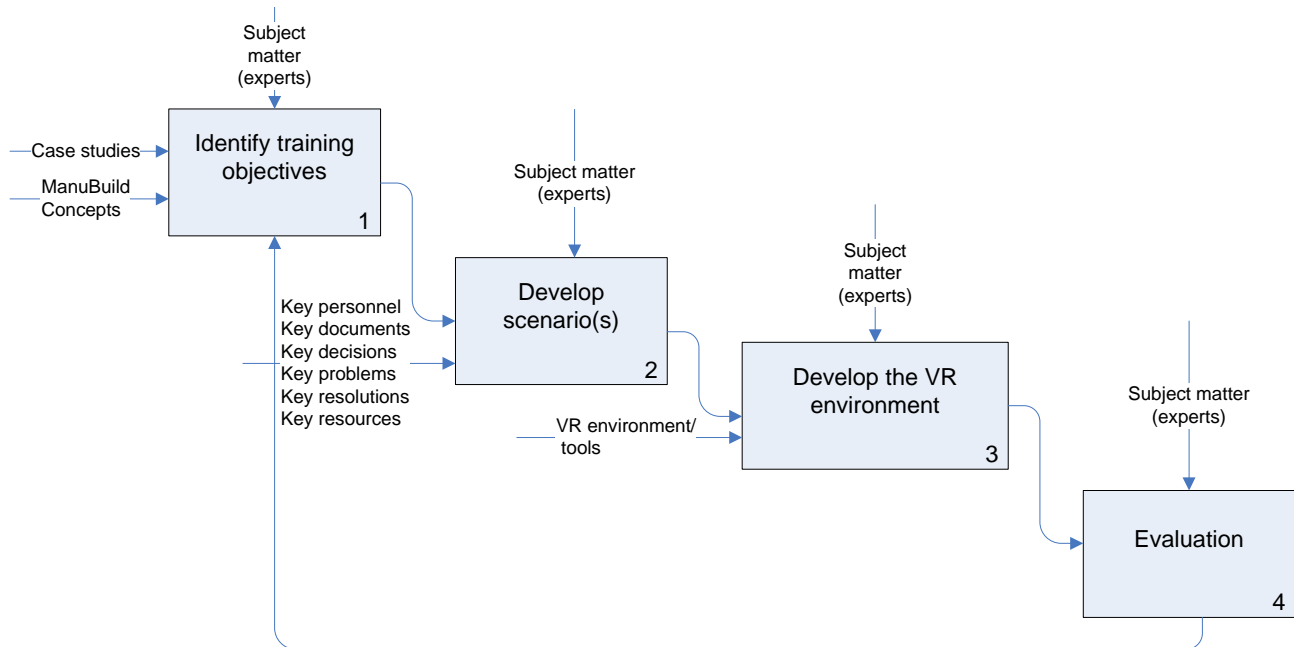 Subject
matter
(experts)
Case studies
ManuBuild
Concepts
Identify training
objectives
1
Subject matter
(experts)
Key personnel
Key documents
Key decisions
Key problems
Key resolutions
Key resources
Develop
scenario(s)
2
Subject
matter
(experts)
VR environment/
tools
Develop the VR
environment
3
Subject matter
(experts)
Evaluation
4